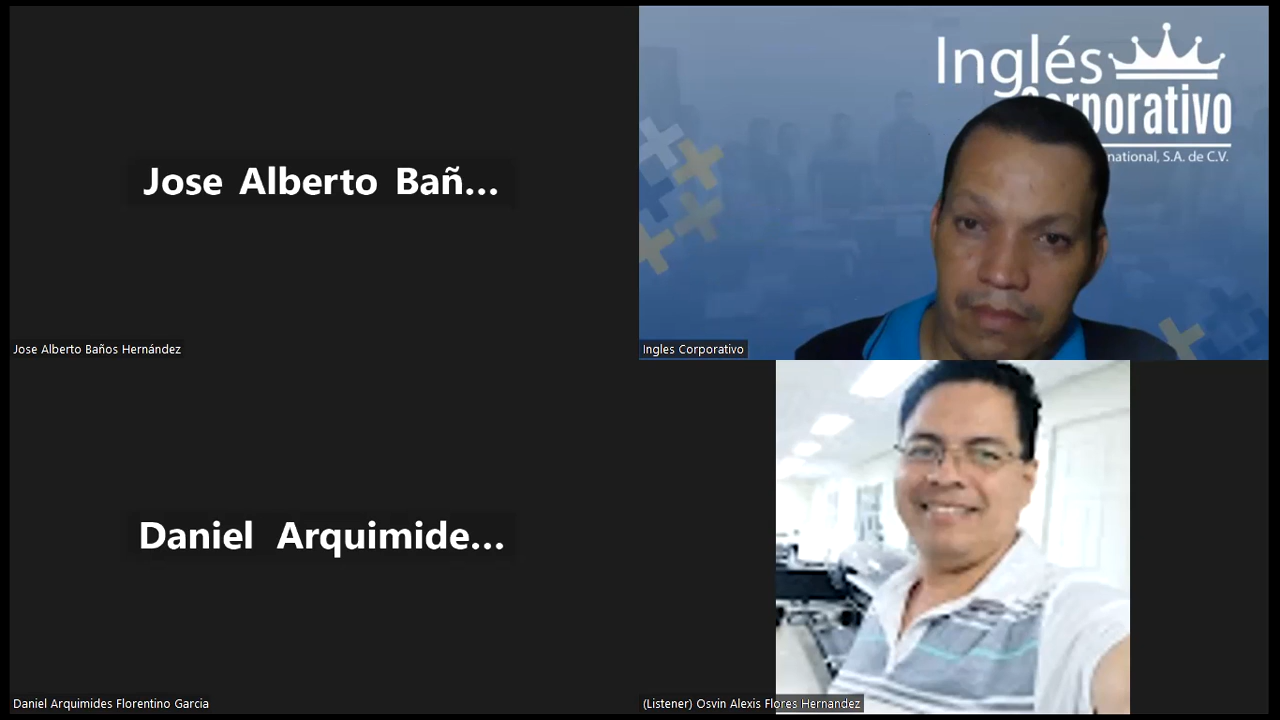 Jose Alberto Bañ...
Jose Alberto Baños Hernández
Inglés
orporativo
national, S.A. de C.V.
Ingles Corporativo
Daniel Arquimide...
Daniel Arquimides Florentino Garcia
(Listener) Osvin Alexis Flores Hernandez